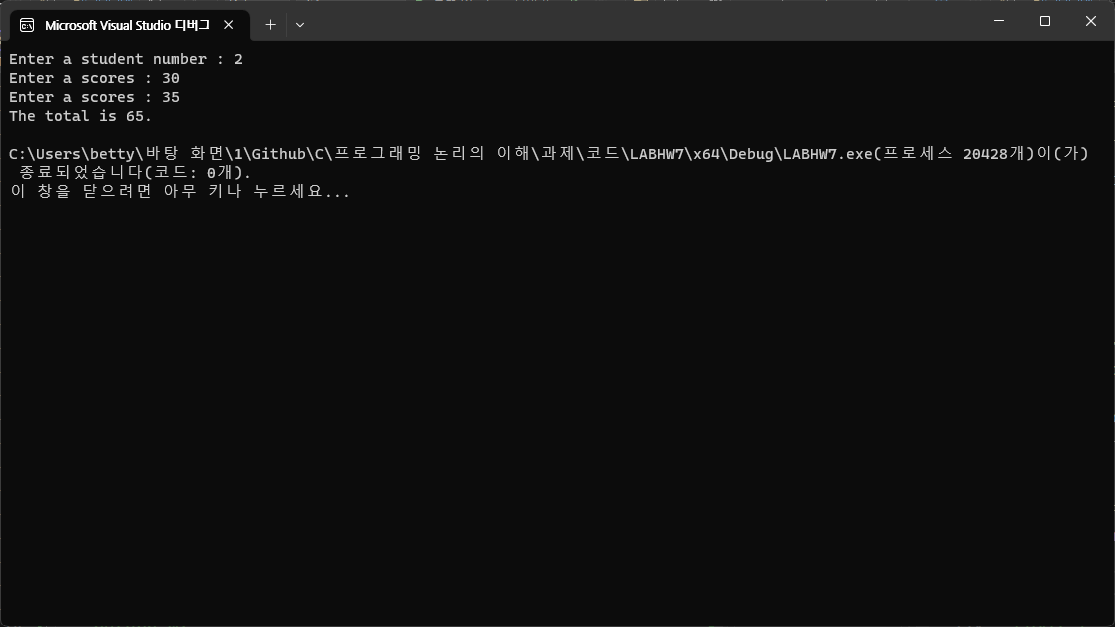 Microsoft Visual Studio 디버그
Enter a student number : 2
Enter a scores : 30
Enter a scores : 35
The total is 65.
C:\Users\betty\바탕 화면\1\Github\C\프로그래밍 논리의 이해\과제\코드\LABHW7\x64\Debug\LABHW7.exe(프로세스 20428개)이(가)
종료되었습니다(코드: 0개).
이 창을 닫으려면 아무 키나 누르세요...